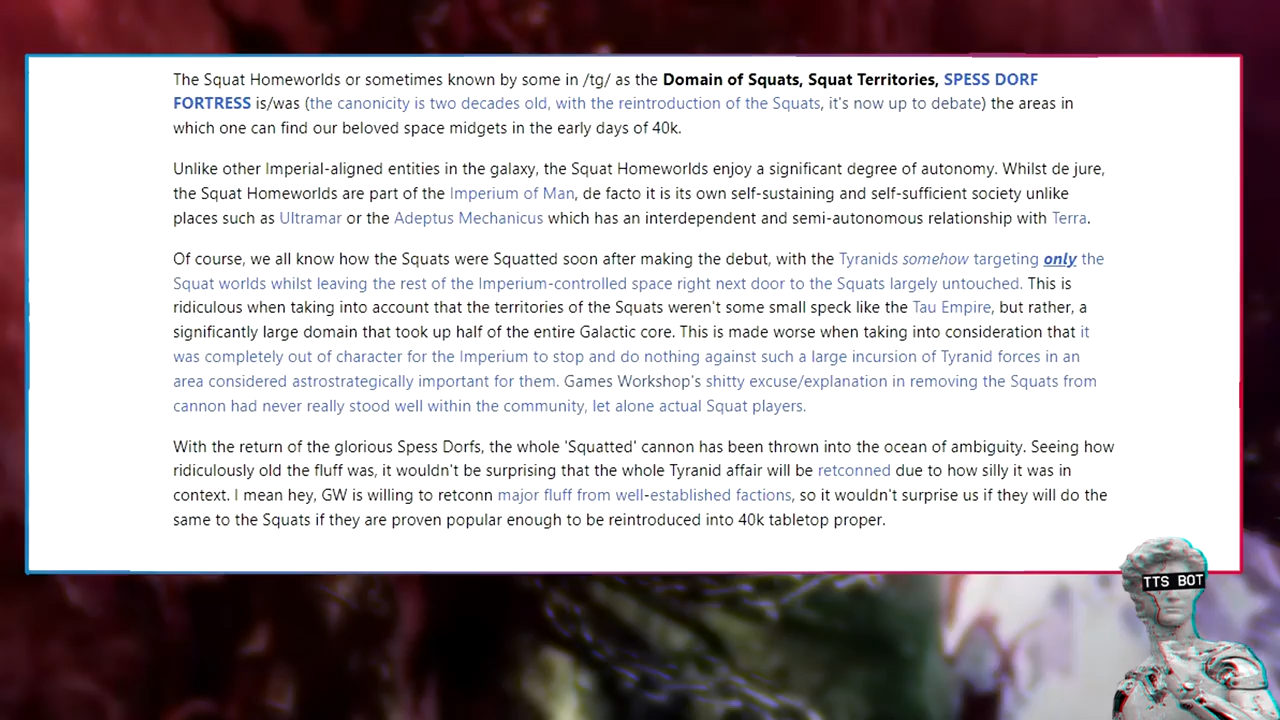 The Squat Homeworlds or sometimes known by some in /tg/ as the Domain of Squats, Squat Territories, SPESS DORF
FORTRESS is/was (the canonicity is two decades old, with the reintroduction of the Squats, it's now up to debate) the areas in
which one can find our beloved space midgets in the early days of 40k.
Unlike other Imperial-aligned entities in the galaxy, the Squat Homeworlds enjoy a significant degree of autonomy. Whilst de jure,
the Squat Homeworlds are part of the Imperium of Man, de facto it is its own self-sustaining and self-sufficient society unlike
places such as Ultramar or the Adeptus Mechanicus which has an interdependent and semi-autonomous relationship with Terra.
Of course, we all know how the Squats were Squatted soon after making the debut, with the Tyranids somehow targeting only the
Squat worlds whilst leaving the rest of the Imperium-controlled space right next door to the Squats largely untouched. This is
ridiculous when taking into account that the territories of the Squats weren't some small speck like the Tau Empire, but rather, a
significantly large domain that took up half of the entire Galactic core. This is made worse when taking into consideration that it
was completely out of character for the Imperium to stop and do nothing against such a large incursion of Tyranid forces in an
area considered astrostrategically important for them. Games Workshop's shitty excuse/explanation in removing the Squats from
cannon had never really stood well within the community, let alone actual Squat players.
With the return of the glorious Spess Dorfs, the whole 'Squatted' cannon has been thrown into the ocean of ambiguity. Seeing how
ridiculously old the fluff was, it wouldn't be surprising that the whole Tyranid affair will be retconned due to how silly it was in
context. I mean hey, GW is willing to retconn major fluff from well-established factions, so it wouldn't surprise us if they will do the
same to the Squats if they are proven popular enough to be reintroduced into 40k tabletop proper.
TTS BOT